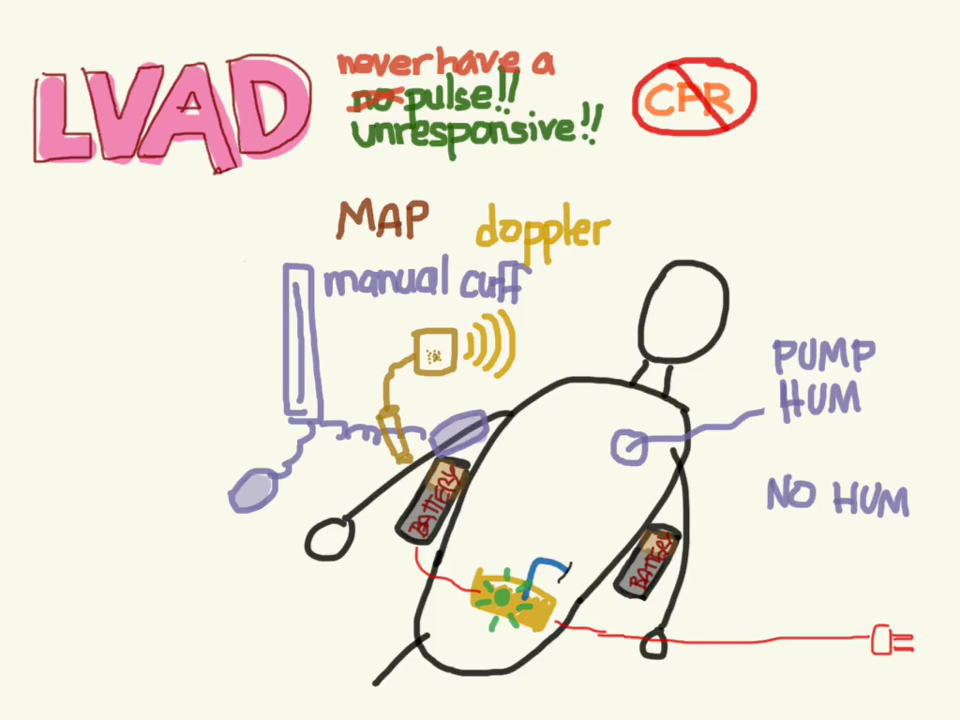 LVAD
never have a
no pulse!!
unresponsive!!
CPR
MAP
doppler
manual cuff
PUMP
HUM
NO HUM
BATTERY
BATTERY